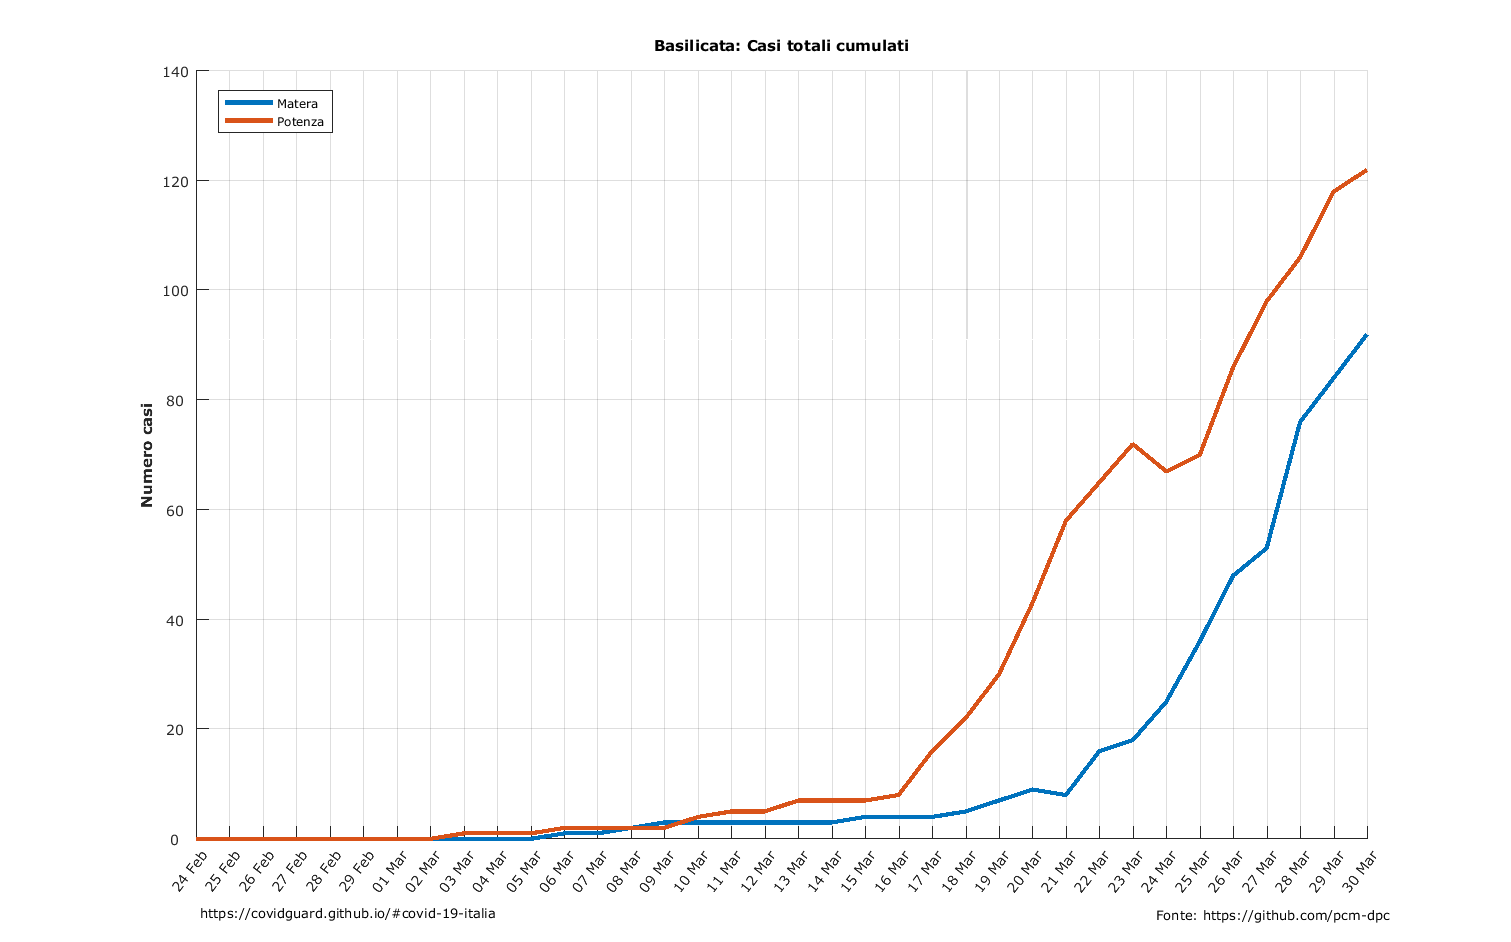 Basilicata: Casi totali cumulati
Matera
Potenza
Numero casi
140
120
100
80
60
40
20
0
24 Feb
25 Feb
26 Feb
27 Feb
28 Feb
29 Feb
01 Mar
02 Mar
03 Mar
04 Mar
05 Mar
06 Mar
07 Mar
08 Mar
09 Mar
10 Mar
11 Mar
12 Mar
13 Mar
14 Mar
15 Mar
16 Mar
17 Mar
18 Mar
19 Mar
20 Mar
21 Mar
22 Mar
23 Mar
24 Mar
25 Mar
26 Mar
27 Mar
28 Mar
29 Mar
30 Mar
https://covidguard.github.io/#covid-19-italia
Fonte: https://github.com/pcm-dpc